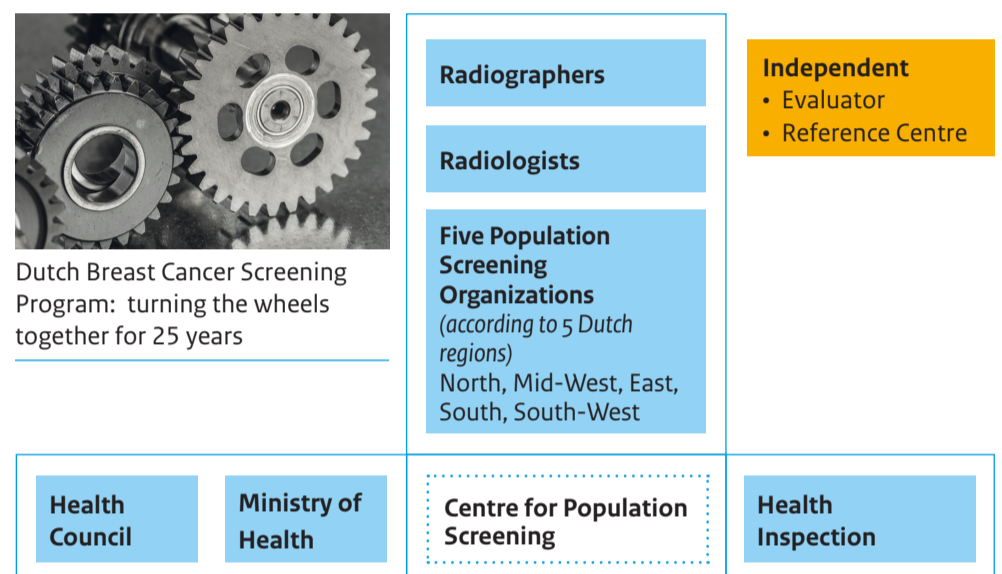 Radiographers
Radiologists
Five Population
Screening
Organizations
(according to 5 Dutch
regions)
North, Mid-West, East,
South, South-West
Independent
• Evaluator
• Reference Centre
Dutch Breast Cancer Screening
Program: turning the wheels
together for 25 years
Health
Council
Ministry of
Health
Centre for Population
Screening
Health
Inspection